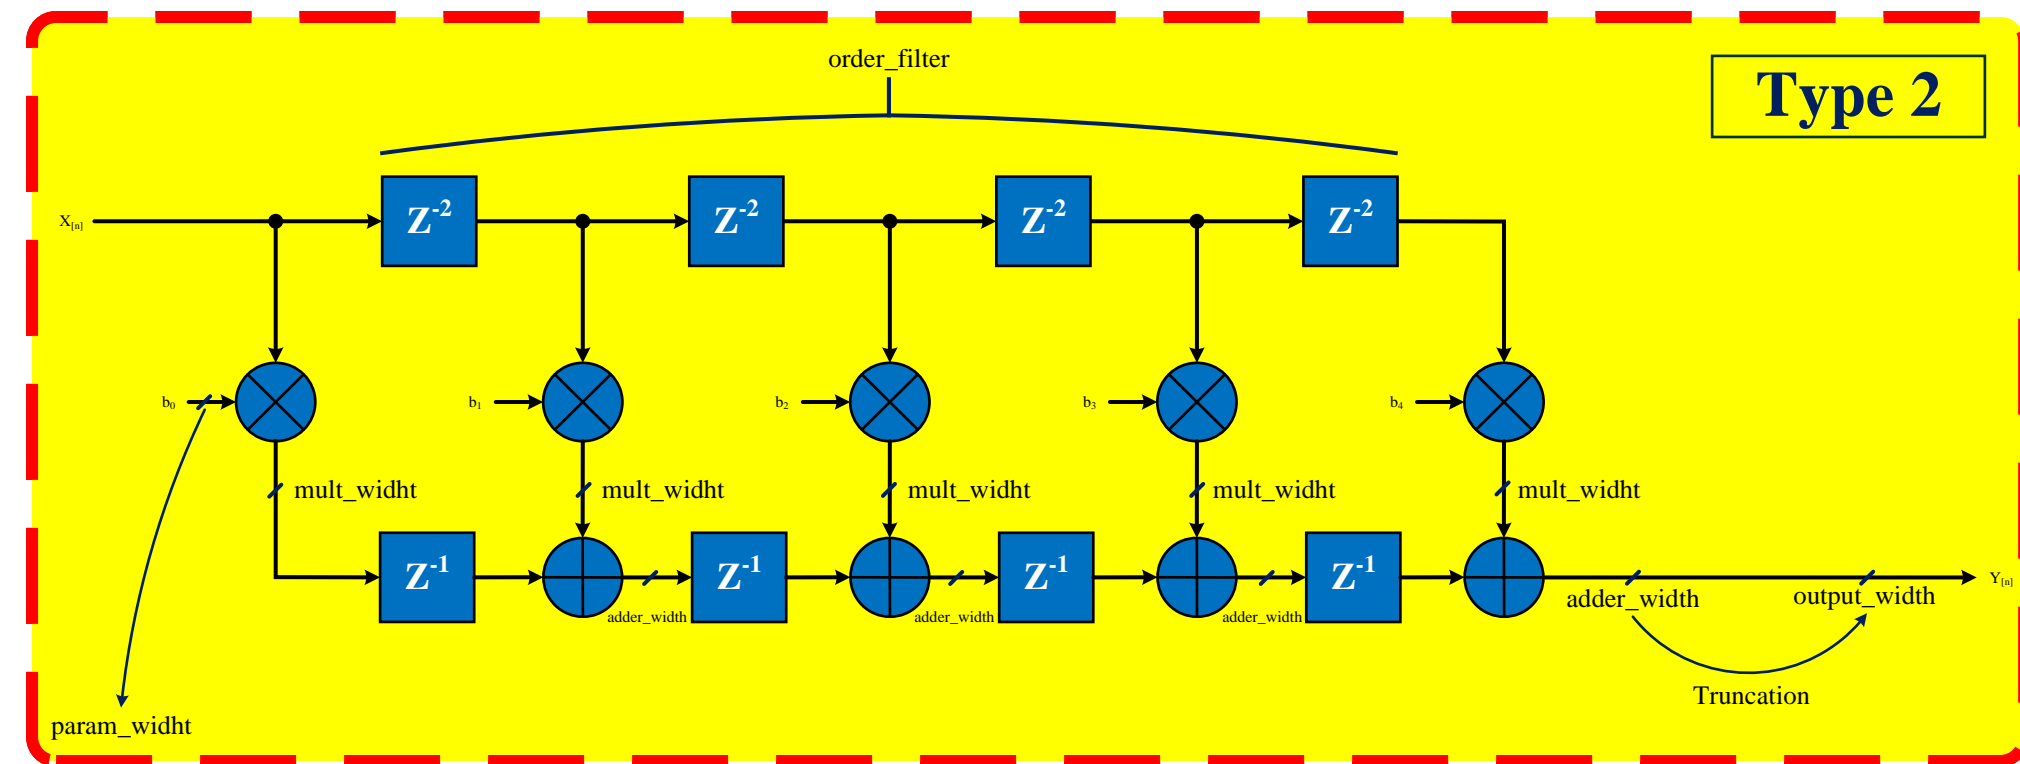 order_filter
Type 2
X[n]
Z-2
Z-2
Z-2
Z-2
b0
b1
b2
b3
b4
mult_widht
mult_widht
mult_widht
mult_widht
mult_widht
Z-1
Z-1
Z-1
Z-1
Y[n]
adder_width
adder_width
adder_width
adder_width
output_width
Truncation
param_widht